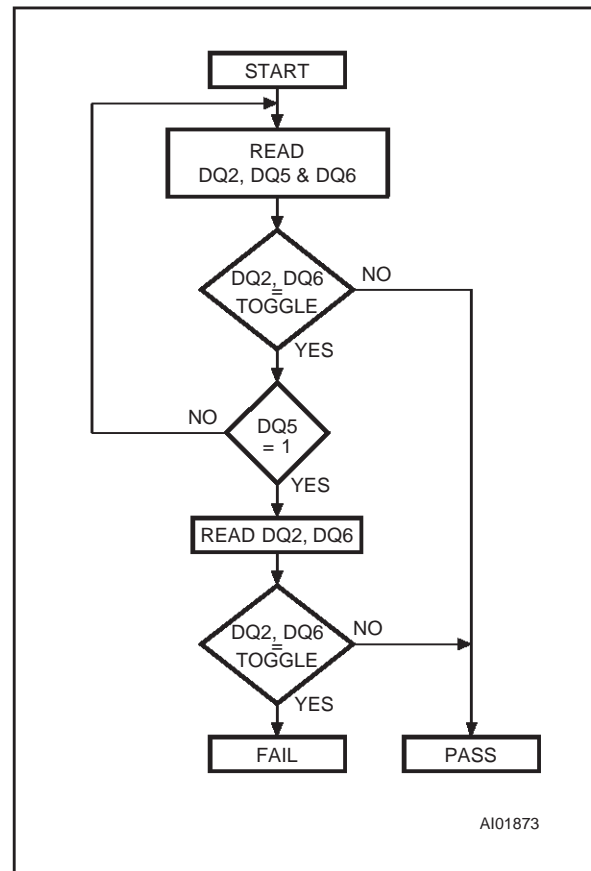 START
READ
DQ2, DQ5 & DQ6
DQ2, DQ6
=
TOGGLE
NO
YES
NO
DQ5
= 1
YES
READ DQ2, DQ6
DQ2, DQ6
=
TOGGLE
NO
YES
FAIL
PASS
AI01873